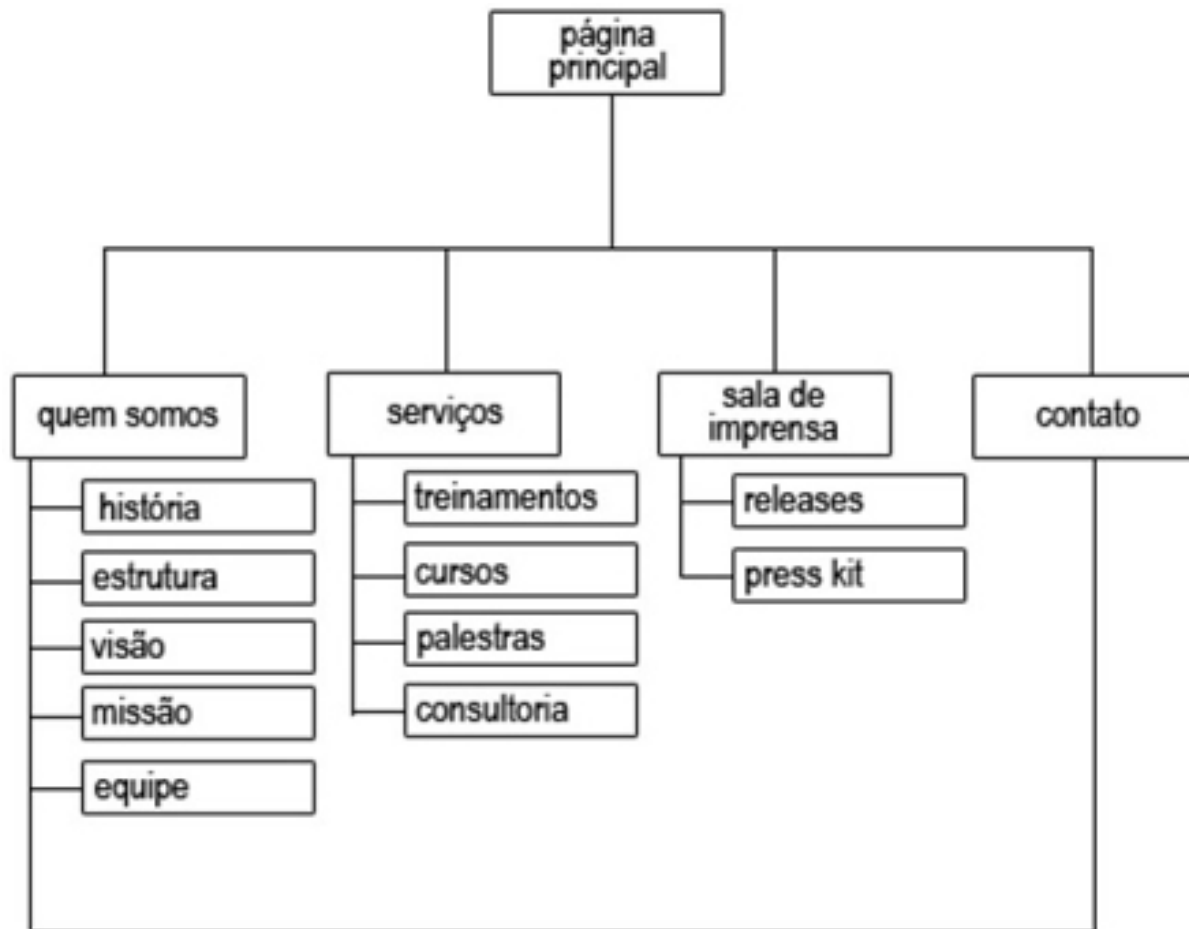 página
principal
quem somos
serviços
sala de
imprensa
contato
história
estrutura
visão
missão
equipe
treinamentos
cursos
palestras
consultoria
releases
press kit